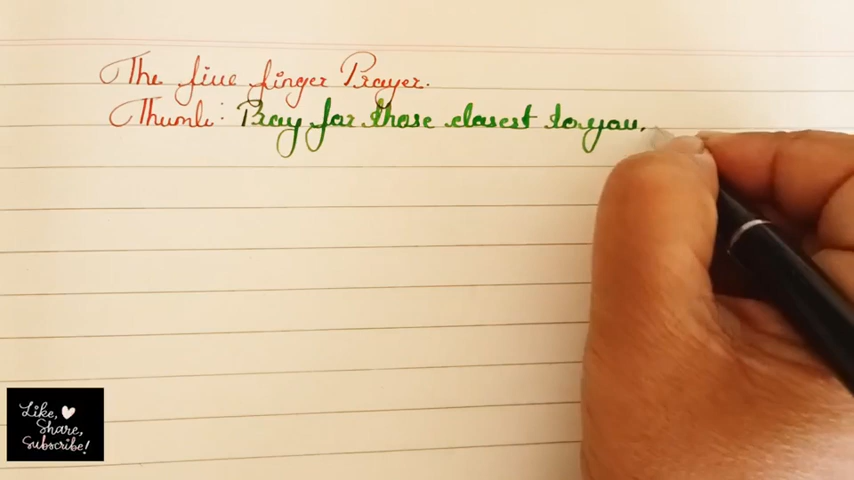 The five finger Prayer.
Thumb: Pray for those closest to you.
Like,
Share,
Subscribe!